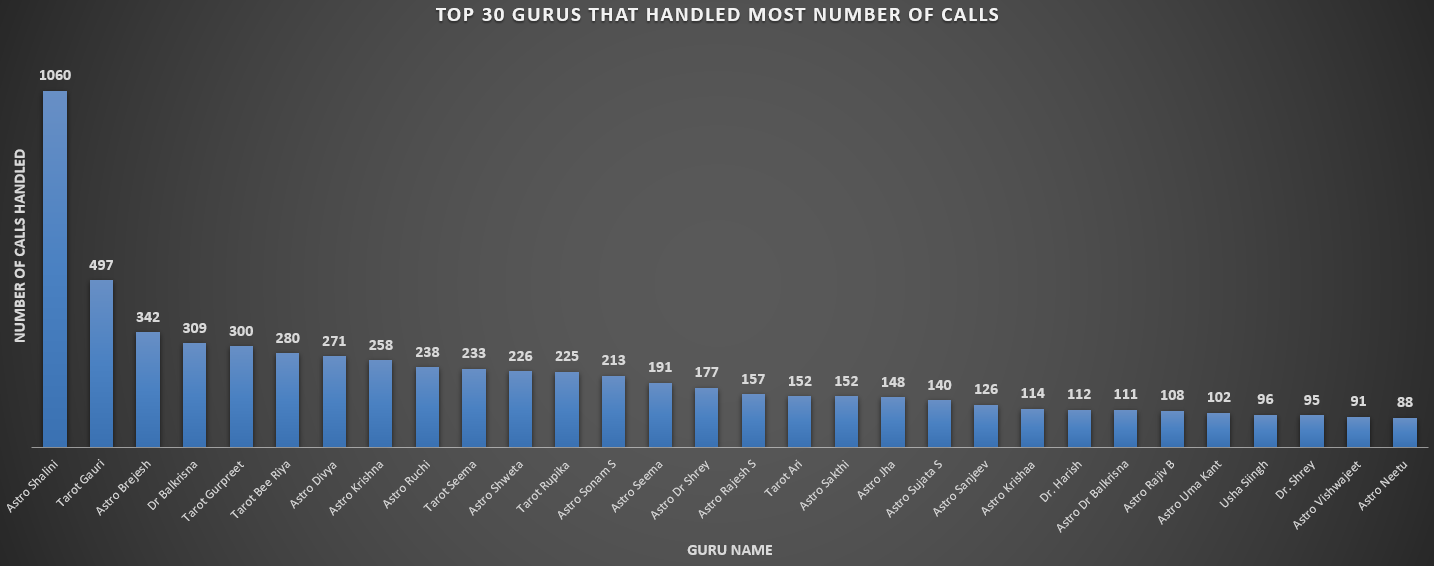 TOP 30 GURUS THAT HANDLED MOST NUMBER OF CALLS
NUMBER OF CALLS HANDLED
1060
497
342
309
300
280
271
258
238
233
226
225
213
191
177
157
152
152
148
140
126
114
112
111
108
102
96
95
91
88
Astro Shalini
Tarot Gauri
Astro Brejesh
Dr Balkrisna
Tarot Gurpreet
Tarot Bee Riya
Astro Divya
Astro Krishna
Astro Ruchi
Tarot Seema
Astro Shweta
Tarot Rupika
Astro Sonam S
Astro Seema
Astro Dr Shrey
Astro Rajesh S
Tarot Ari
Astro Sakthi
Astro Jha
Astro Sujata S
Astro Sanjeev
Astro Krishaa
Dr. Harish
Astro Dr Balkrisna
Astro Rajiv B
Astro Uma Kant
Usha Siingh
Dr. Shrey
Astro Vishwajeet
Astro Neetu
GURU NAME